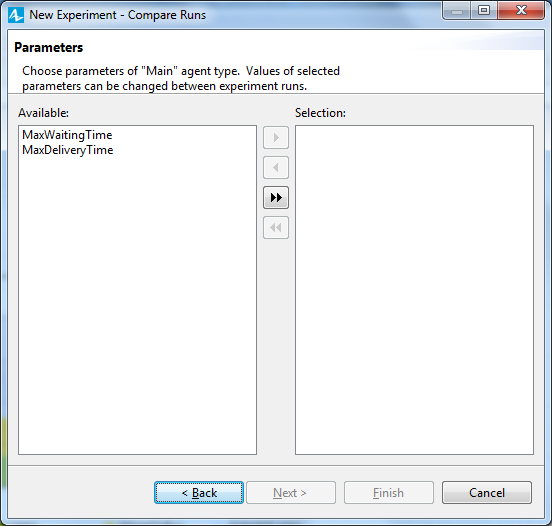 New Experiment - Compare Runs
Parameters
Choose parameters of "Main" agent type. Values of selected
parameters can be changed between experiment runs.
Available:
Selection:
MaxWaitingTime
MaxDeliveryTime
< Back
Next >
Finish
Cancel